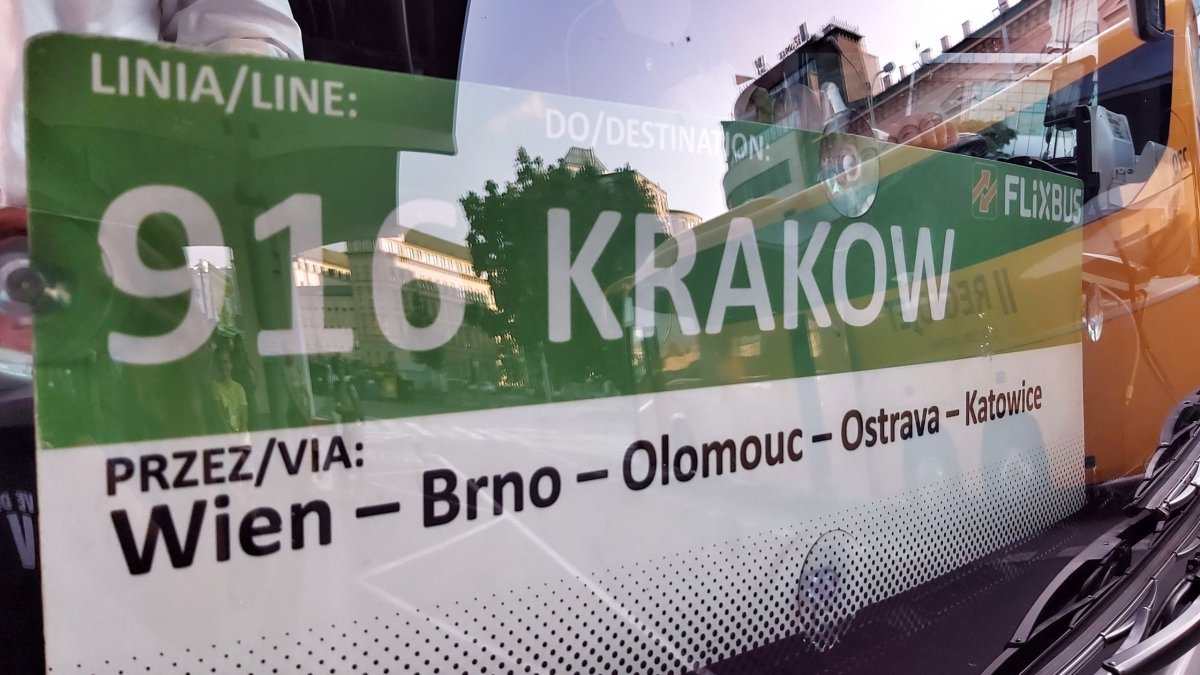 LINIA/LINE:
916
DO/DESTINATION:
KRAKOW
FLiXBUS
PRZEZ/VIA:
Wien – Brno – Olomouc – Ostrava – Katowice